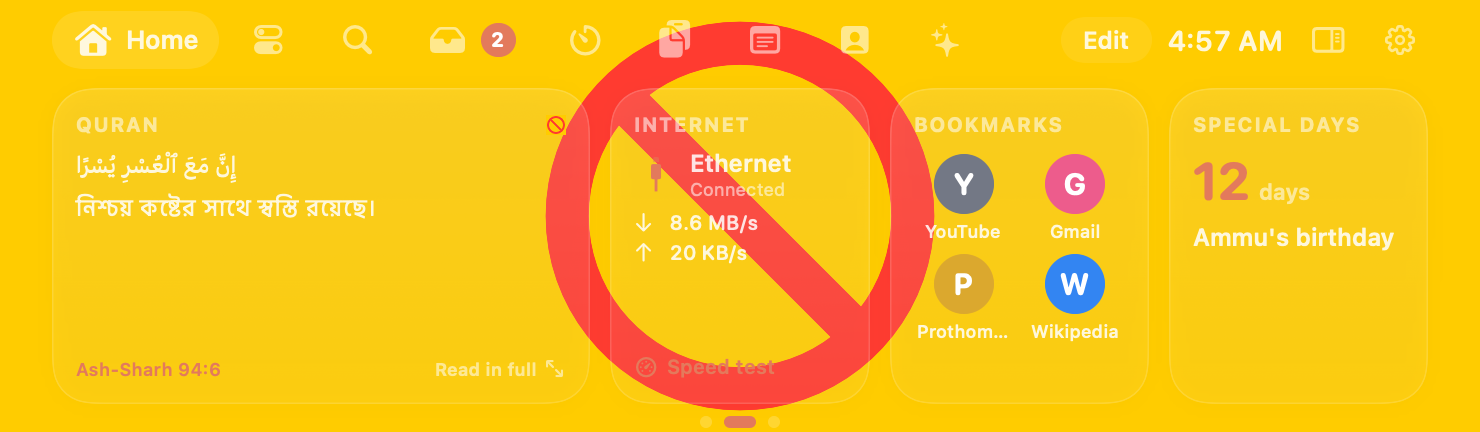 Home
2
Edit
4:57 AM
QURAN
إِنَّ مَعَ ٱلْعُسْرِ يُسْرًا
নিশ্চয় কষ্টের সাথে স্বস্তি রয়েছে।
Ash-Sharh 94:6
Read in full
INTERNET
Ethernet
Connected
8.6 MB/s
20 KB/s
Speed test
BOOKMARKS
Y
YouTube
G
Gmail
P
Prothom...
W
Wikipedia
SPECIAL DAYS
12 days
Ammu's birthday